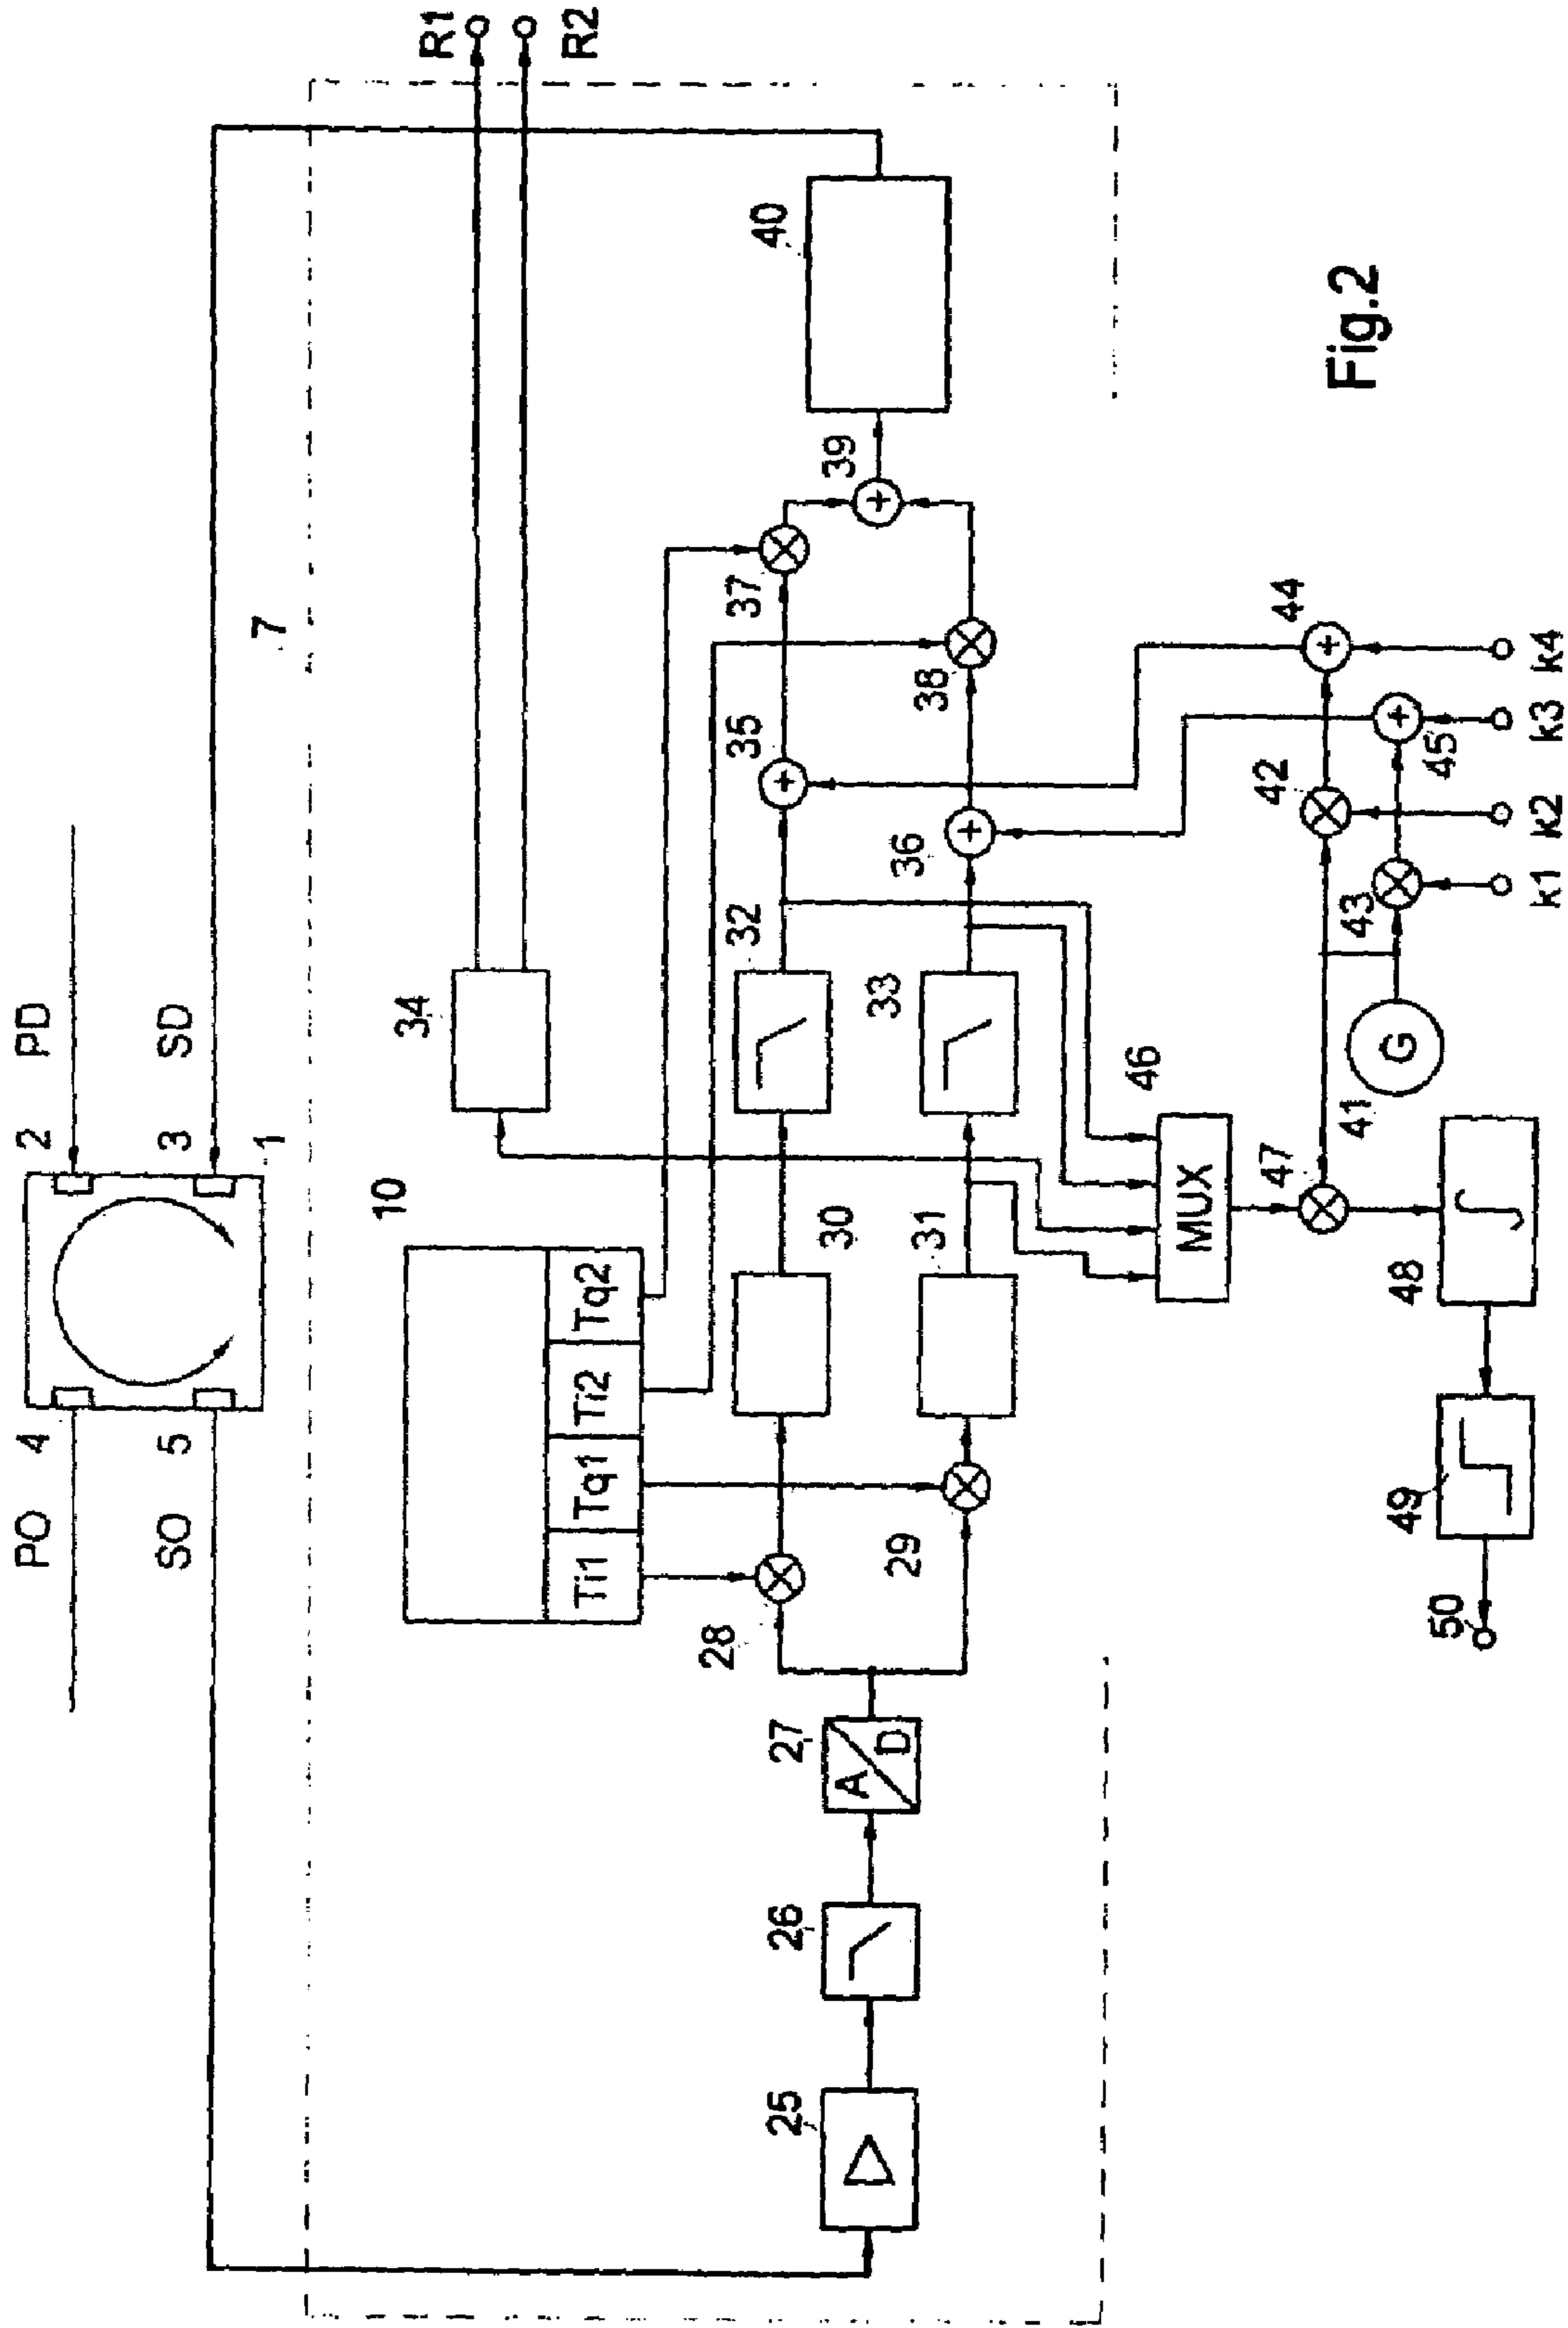 PO 4 2 PD
SO 5 3 SD
1 7
10 34 R1
R2
Ti1 Tq1 Ti2 Tq2
28 32 35 37
25 26 27 40
30 39
A D
29 31 33 36 38
46
MUX
47 42 44
41 43 Fig.2
G
49 48 45
50
k1 k2 k3 k4